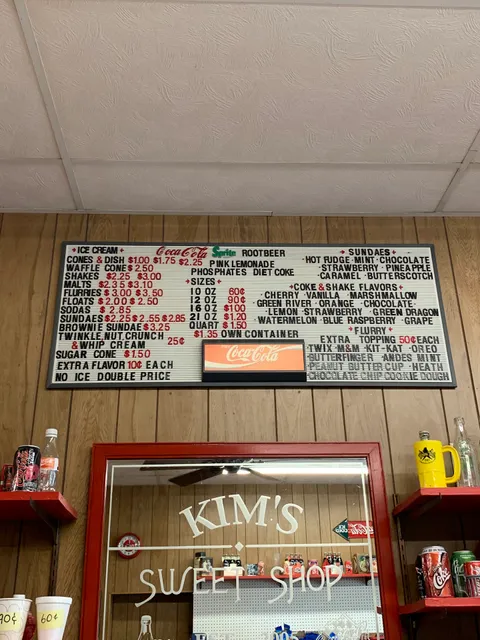 +ICE CREAM+
CONES & DISH $1.00 $1.75 $2.25
WAFFLE CONE $2.50
SHAKES $2.25 $3.00
MALTS $2.35 $3.10
FLURRIES $3.00 $3.50
FLOATS $2.00 $2.50
SODAS $2.85
SUNDAES $2.25 $2.55 $2.85
BROWNIE SUNDAE $3.25
TWINKLE, NUT, CRUNCH
& WHIP CREAM 25¢
SUGAR CONE $1.50
EXTRA FLAVOR 10¢ EACH
NO ICE DOUBLE PRICE
Coca-Cola Sprite ROOTBEER
PINK LEMONADE
PHOSPHATES DIET COKE
+SIZES+
10 OZ 60¢
12 OZ 90¢
16 OZ $1.00
21 OZ $1.20
QUART $1.50
$1.35 OWN CONTAINER
Coca-Cola
+SUNDAES+
·HOT FUDGE·MINT·CHOCOLATE
·STRAWBERRY·PINEAPPLE
·CARAMEL·BUTTERSCOTCH
+COKE & SHAKE FLAVORS+
·CHERRY·VANILLA·MARSHMALLOW
·GREEN RIVER·ORANGE·CHOCOLATE·
·LEMON·STRAWBERRY·GREEN DRAGON
WATERMELON·BLUE RASPBERRY·GRAPE
+FLURRY+
EXTRA TOPPING 50¢ EACH
·TWIX·M&M·KIT-KAT·OREO
·BUTTERFINGER·ANDES MINT
·PEANUT BUTTER CUP·HEATH
·CHOCOLATE CHIP COOKIE DOUGH
KIM'S
SWEET SHOP
Coke
90¢
60¢